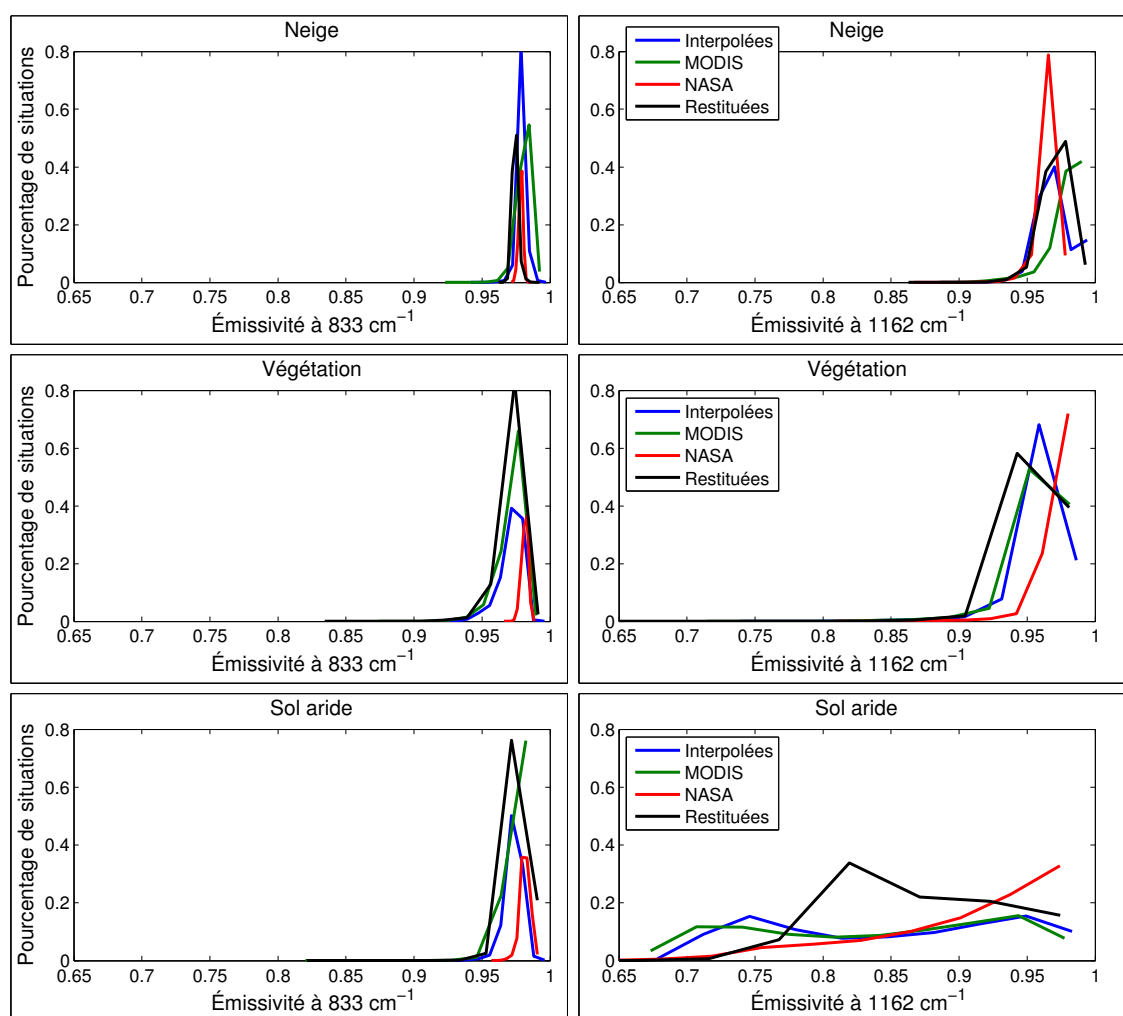 Neige
Pourcentage de situations
0.8
0.6
0.4
0.2
0
0.65 0.7 0.75 0.8 0.85 0.9 0.95 1
Émissivité à 833 cm⁻¹
Neige
Interpolées
MODIS
NASA
Restituées
0.8
0.6
0.4
0.2
0
0.65 0.7 0.75 0.8 0.85 0.9 0.95 1
Émissivité à 1162 cm⁻¹
Végétation
Pourcentage de situations
0.8
0.6
0.4
0.2
0
0.65 0.7 0.75 0.8 0.85 0.9 0.95 1
Émissivité à 833 cm⁻¹
Végétation
Interpolées
MODIS
NASA
Restituées
0.8
0.6
0.4
0.2
0
0.65 0.7 0.75 0.8 0.85 0.9 0.95 1
Émissivité à 1162 cm⁻¹
Sol aride
Pourcentage de situations
0.8
0.6
0.4
0.2
0
0.65 0.7 0.75 0.8 0.85 0.9 0.95 1
Émissivité à 833 cm⁻¹
Sol aride
Interpolées
MODIS
NASA
Restituées
0.8
0.6
0.4
0.2
0
0.65 0.7 0.75 0.8 0.85 0.9 0.95 1
Émissivité à 1162 cm⁻¹